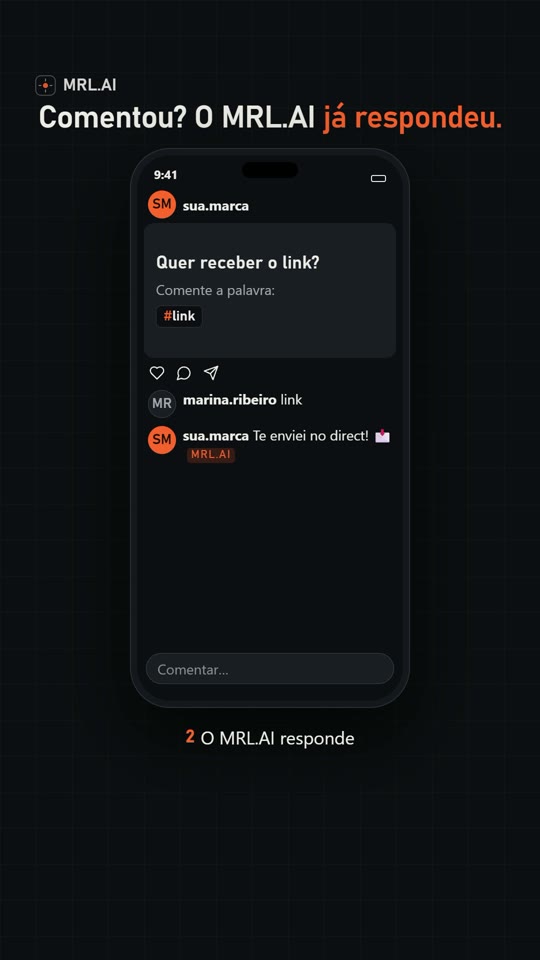 MRL.AI
Comentou? O MRL.AI já respondeu.
9:41
SM sua.marca
Quer receber o link?
Comente a palavra:
#link
MR marina.ribeiro link
SM sua.marca Te enviei no direct! 💌
MRL.AI
Comentar...
2 O MRL.AI responde